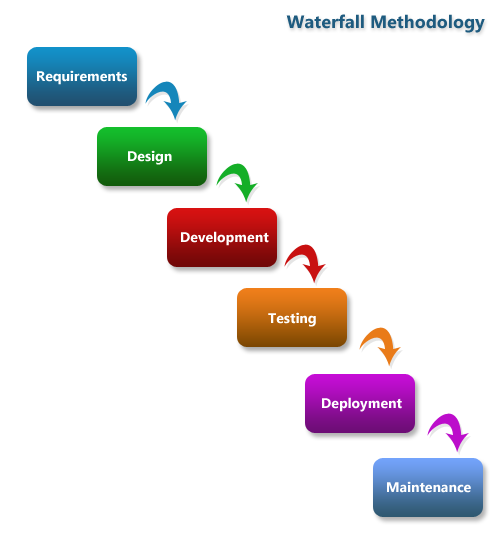 Waterfall Methodology
Requirements
Design
Development
Testing
Deployment
Maintenance